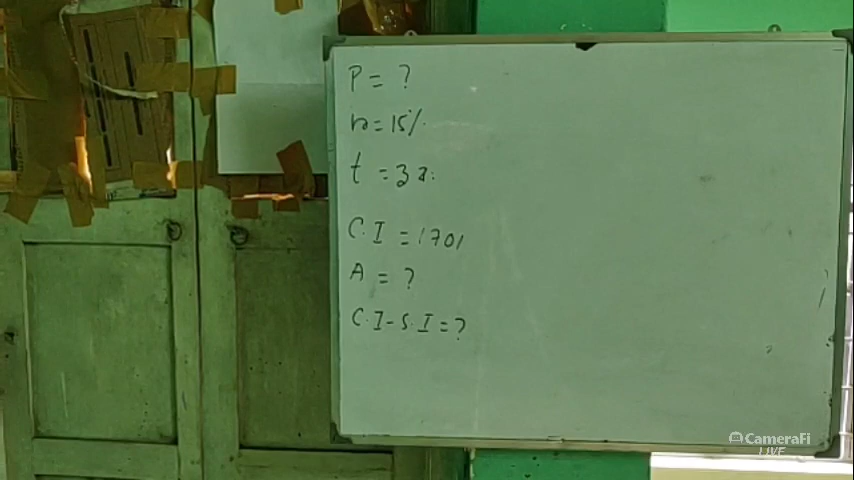 P = ?
r = 15%
t = 3 व.
C.I = 1701
A = ?
C.I - S.I = ?
CameraFi
LIVE